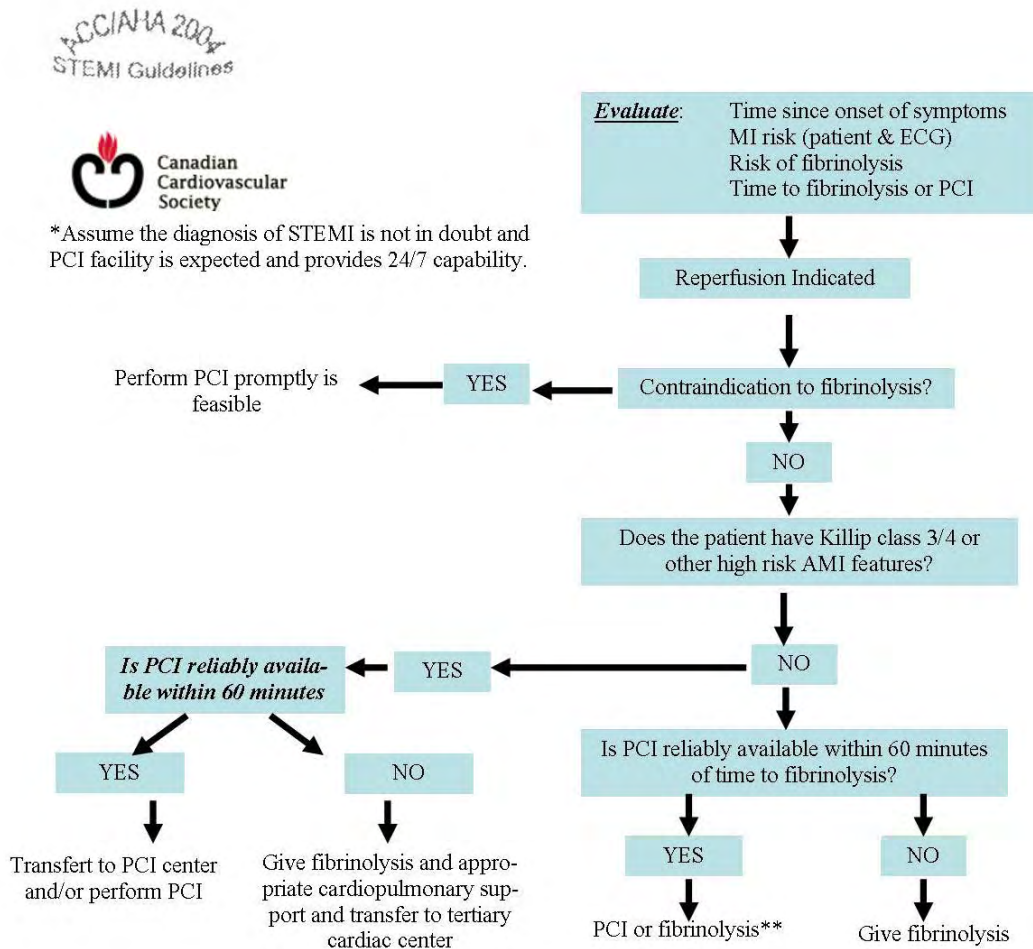 ACC/AHA 2004
STEMI Guidelines
Canadian
Cardiovascular
Society
*Assume the diagnosis of STEMI is not in doubt and
PCI facility is expected and provides 24/7 capability.
Evaluate: Time since onset of symptoms
MI risk (patient & ECG)
Risk of fibrinolysis
Time to fibrinolysis or PCI
Reperfusion Indicated
Contraindication to fibrinolysis?
YES
Perform PCI promptly is
feasible
NO
Does the patient have Killip class 3/4 or
other high risk AMI features?
NO
YES
Is PCI reliably availa-
ble within 60 minutes
YES
NO
Transfert to PCI center
and/or perform PCI
Give fibrinolysis and appro-
priate cardiopulmonary
support and transfer to tertiary
cardiac center
Is PCI reliably available within 60 minutes
of time to fibrinolysis?
YES
NO
PCI or fibrinolysis**
Give fibrinolysis